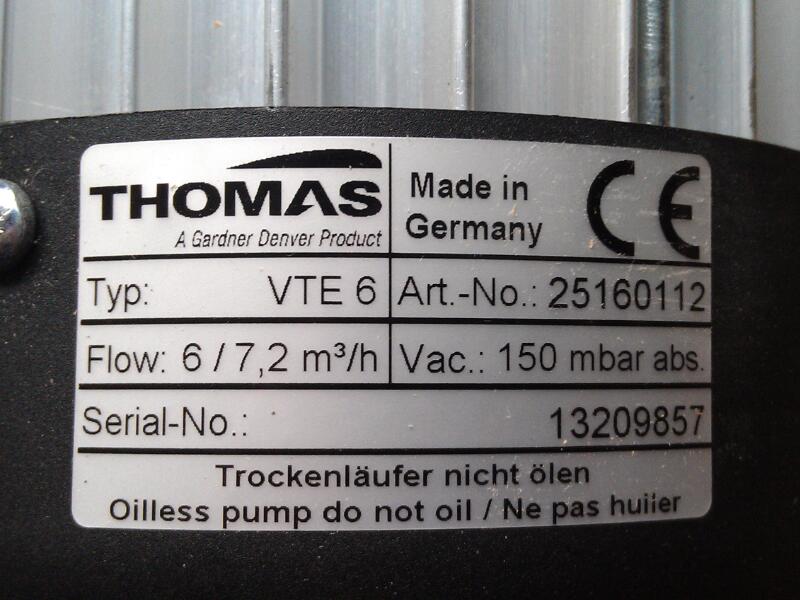 THOMAS
A Gardner Denver Product
Made in
Germany
CE
Typ: VTE 6
Art.-No.: 25160112
Flow: 6 / 7,2 m³/h
Vac.: 150 mbar abs.
Serial-No.: 13209857
Trockenläufer nicht ölen
Oilless pump do not oil / Ne pas huiler